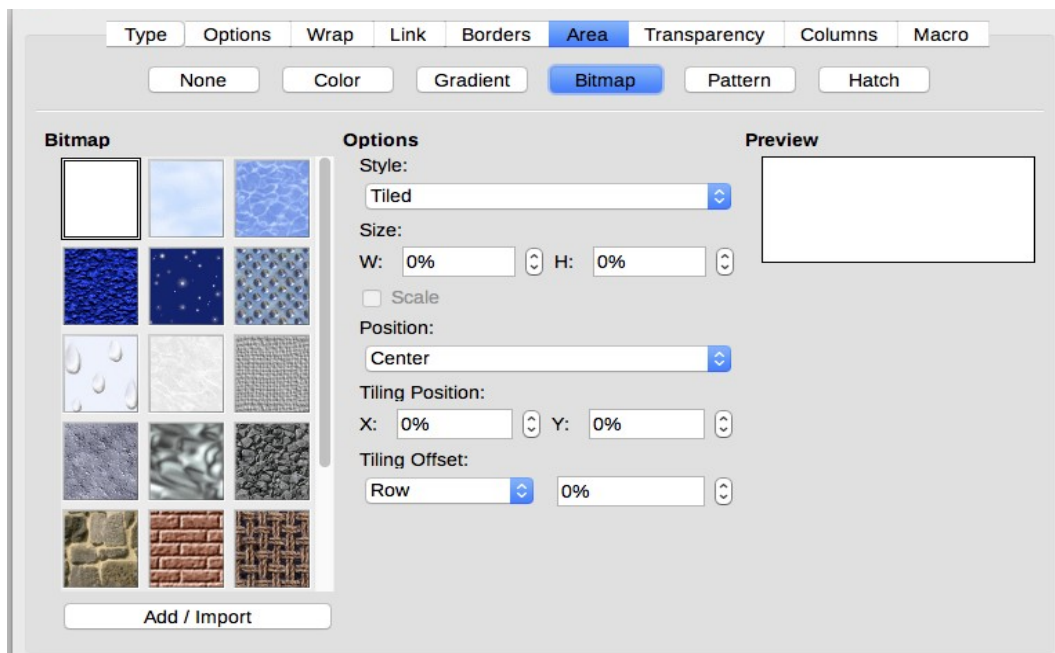 Type Options Wrap Link Borders Area Transparency Columns Macro
None Color Gradient Bitmap Pattern Hatch
Bitmap Options Preview
Style:
Tiled
Size:
W: 0% H: 0%
Scale
Position:
Center
Tiling Position:
X: 0% Y: 0%
Tiling Offset:
Row 0%
Add / Import